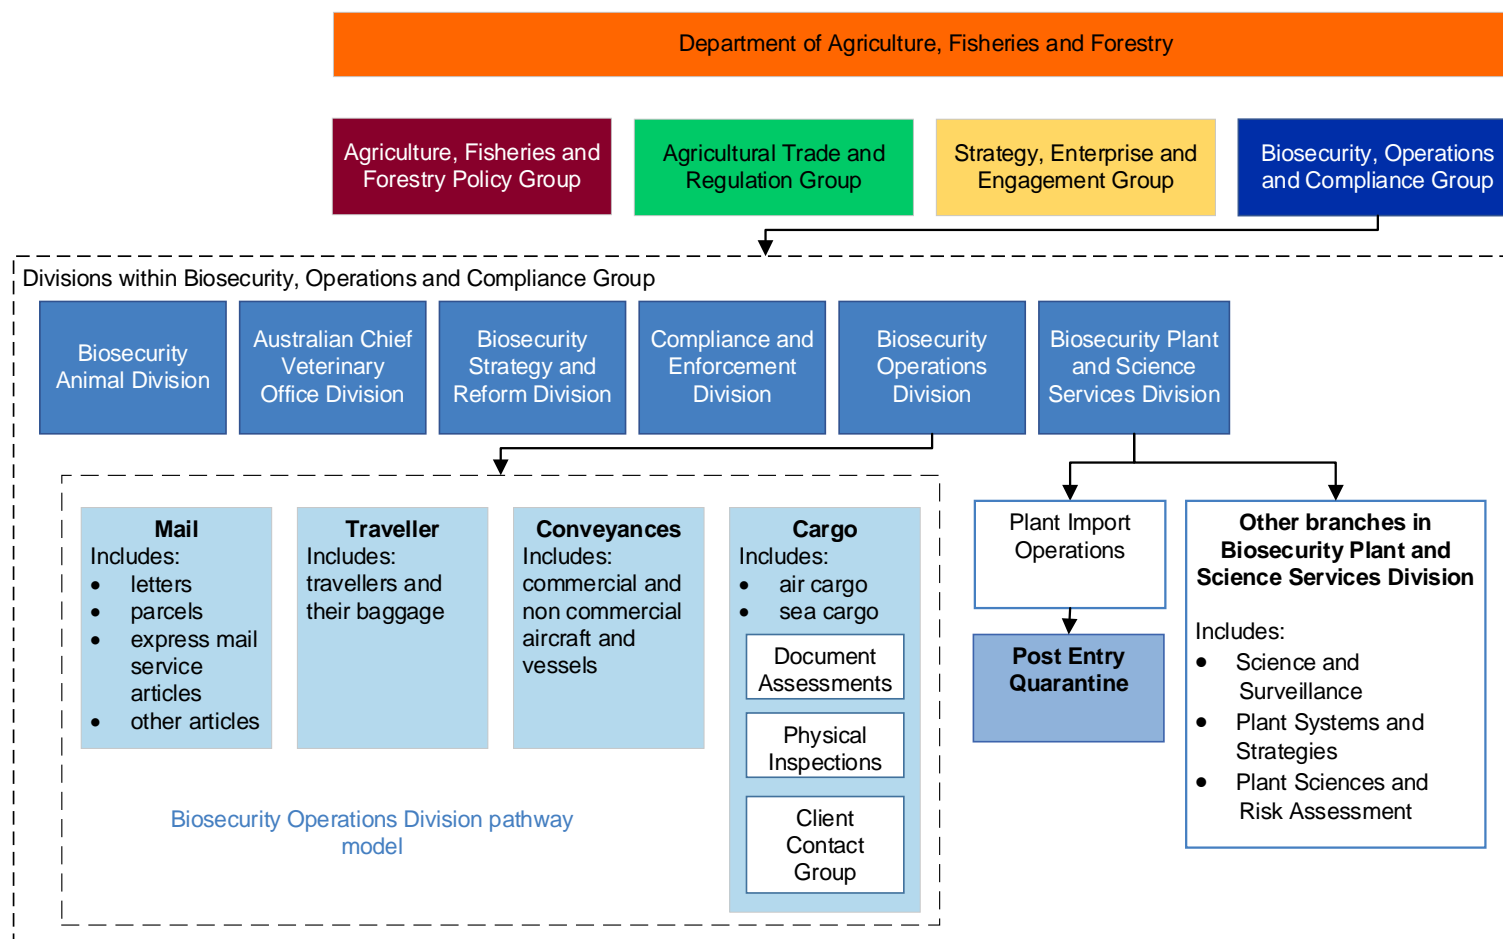 Department of Agriculture, Fisheries and Forestry
Agriculture, Fisheries and
Forestry Policy Group
Agricultural Trade and
Regulation Group
Strategy, Enterprise and
Engagement Group
Biosecurity, Operations
and Compliance Group
Divisions within Biosecurity, Operations and Compliance Group
Biosecurity
Animal Division
Australian Chief
Veterinary
Office Division
Biosecurity
Strategy and
Reform Division
Compliance and
Enforcement
Division
Biosecurity
Operations
Division
Biosecurity Plant
and Science
Services Division
Mail
Includes:
• letters
• parcels
• express mail
service
articles
• other articles
Traveller
Includes:
travellers and
their baggage
Conveyances
Includes:
commercial and
non commercial
aircraft and
vessels
Cargo
Includes:
• air cargo
• sea cargo
Document
Assessments
Physical
Inspections
Client
Contact
Group
Biosecurity Operations Division pathway
model
Plant Import
Operations
Post Entry
Quarantine
Other branches in
Biosecurity Plant and
Science Services Division
Includes:
• Science and
Surveillance
• Plant Systems and
Strategies
• Plant Sciences and
Risk Assessment